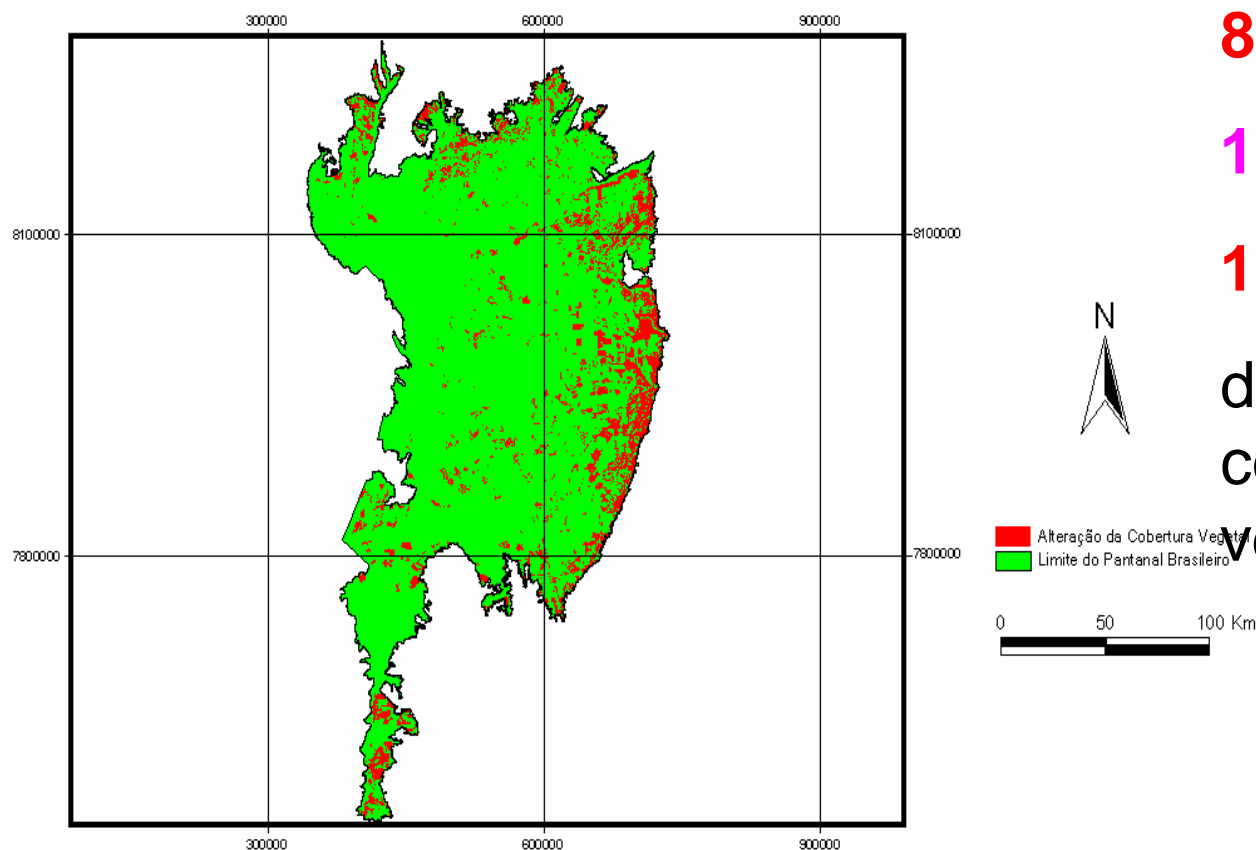 300000 600000 900000
8
1
8100000 8100000
1
N
7800000 7800000
Alteração da Cobertura Vegetal
Limite do Pantanal Brasileiro
0 50 100 Km
300000 600000 900000